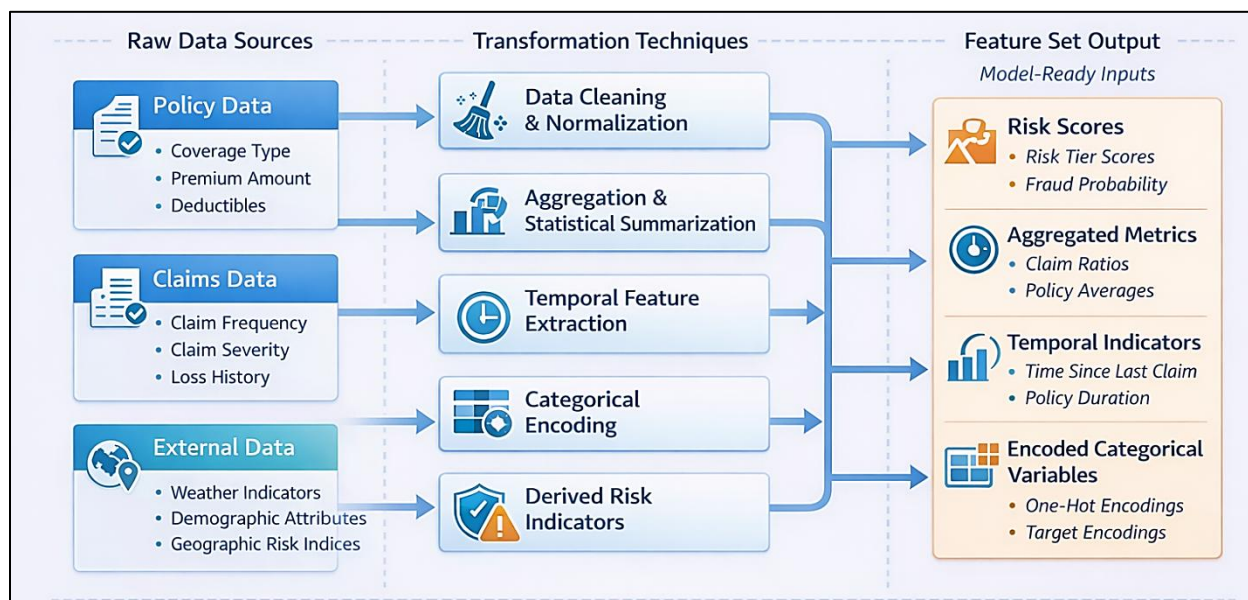 Raw Data Sources
Transformation Techniques
Feature Set Output
Model-Ready Inputs
Policy Data
• Coverage Type
• Premium Amount
• Deductibles
Claims Data
• Claim Frequency
• Claim Severity
• Loss History
External Data
• Weather Indicators
• Demographic Attributes
• Geographic Risk Indices
Data Cleaning
& Normalization
Aggregation &
Statistical Summarization
Temporal Feature
Extraction
Categorical
Encoding
Derived Risk
Indicators
Risk Scores
• Risk Tier Scores
• Fraud Probability
Aggregated Metrics
• Claim Ratios
• Policy Averages
Temporal Indicators
• Time Since Last Claim
• Policy Duration
Encoded Categorical
Variables
• One-Hot Encodings
• Target Encodings